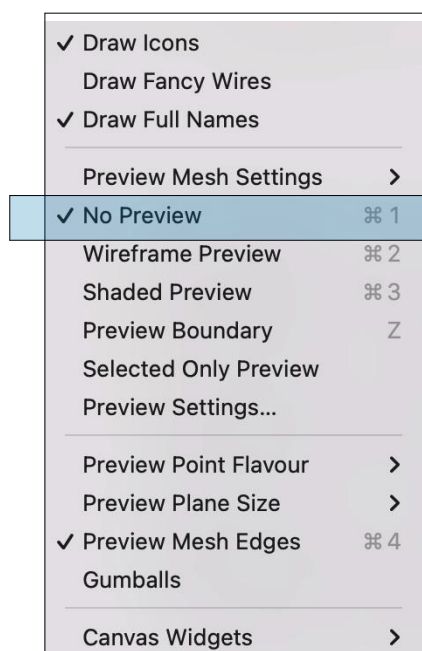 ✓ Draw Icons
Draw Fancy Wires
✓ Draw Full Names
Preview Mesh Settings >
✓ No Preview ⌘ 1
Wireframe Preview ⌘ 2
Shaded Preview ⌘ 3
Preview Boundary Z
Selected Only Preview
Preview Settings...
Preview Point Flavour >
Preview Plane Size >
✓ Preview Mesh Edges ⌘ 4
Gumballs
Canvas Widgets >